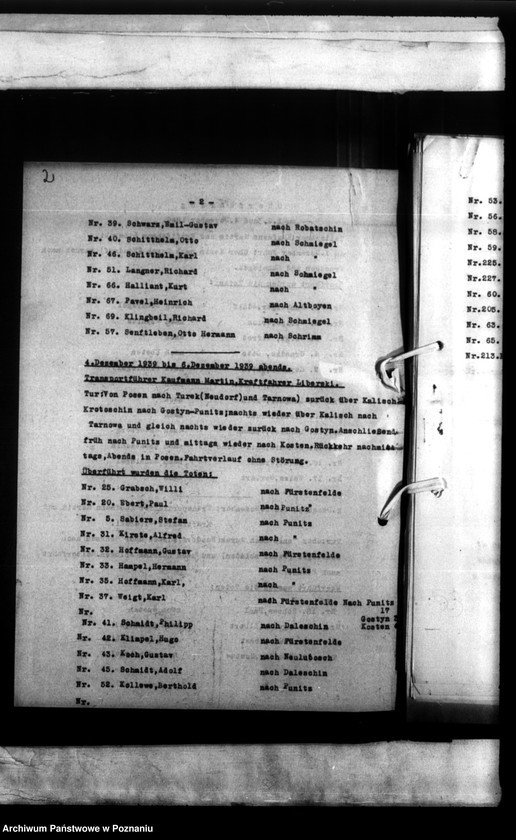 2
- 2 -
Nr. 39. Schwarz,Emil-Gustav nach Robatschin
Nr. 40. Schitthelm,Otto nach Schmiegel
Nr. 46. Schitthelm,Karl nach "
Nr. 51. Langner,Richard nach Schmiegel
Nr. 66. Halliant,Kurt nach "
Nr. 67. Pavel,Heinrich nach Altboyen
Nr. 69. Klingbeil,Richard nach Schmiegel
Nr. 57. Senftleben,Otto Hermann nach Schrimm
4.Dezember 1939 bis 6.Dezember 1939 abends.
Transportführer Kaufmann Martin,Kraftfahrer Liberski.
Tur:Von Posen nach Turek(Neudorf)und Tarnowa) zurück über Kalisch
Krotoschin nach Gostyn-Punitz;nachts wieder über Kalisch nach
Tarnowa und gleich nachts wieder zurück nach Gostyn.Anschließend
früh nach Punitz und mittags wieder nach Kosten,Rückkehr nachmit-
tags,Abends in Posen.Fahrtverlauf ohne Störung.
Überführt wurden die Toten:
Nr. 25. Grabsch,Willi nach Fürstenfelde
Nr. 20. Ebert,Paul nach Punitz"
Nr. 5. Babiers,Stefan nach Punitz
Nr. 31. Kirste,Alfred nach "
Nr. 32. Hoffmann,Gustav nach Fürstenfelde
Nr. 33. Hampel,Hermann nach Punitz
Nr. 35. Hoffmann,Karl, nach "
Nr. 37. Weigt,Karl nach Fürstenfelde Nach Punitz
Nr. 17
Gostyn
Nr. 41. Schmidt,Philipp nach Daleschin Kosten
Nr. 42. Klimpel,Hugo nach Fürstenfelde
Nr. 43. Koch,Gustav nach Neulubosch
Nr. 45. Schmidt,Adolf nach Daleschin
Nr. 52. Kollewe,Berthold nach Punitz
Nr.
Nr. 53.
Nr. 56.
Nr. 58.
Nr. 59.
Nr.225.
Nr.227.
Nr. 60.
Nr.205.
Nr. 63.
Nr. 65.
Nr.213.
Archiwum Państwowe w Poznaniu